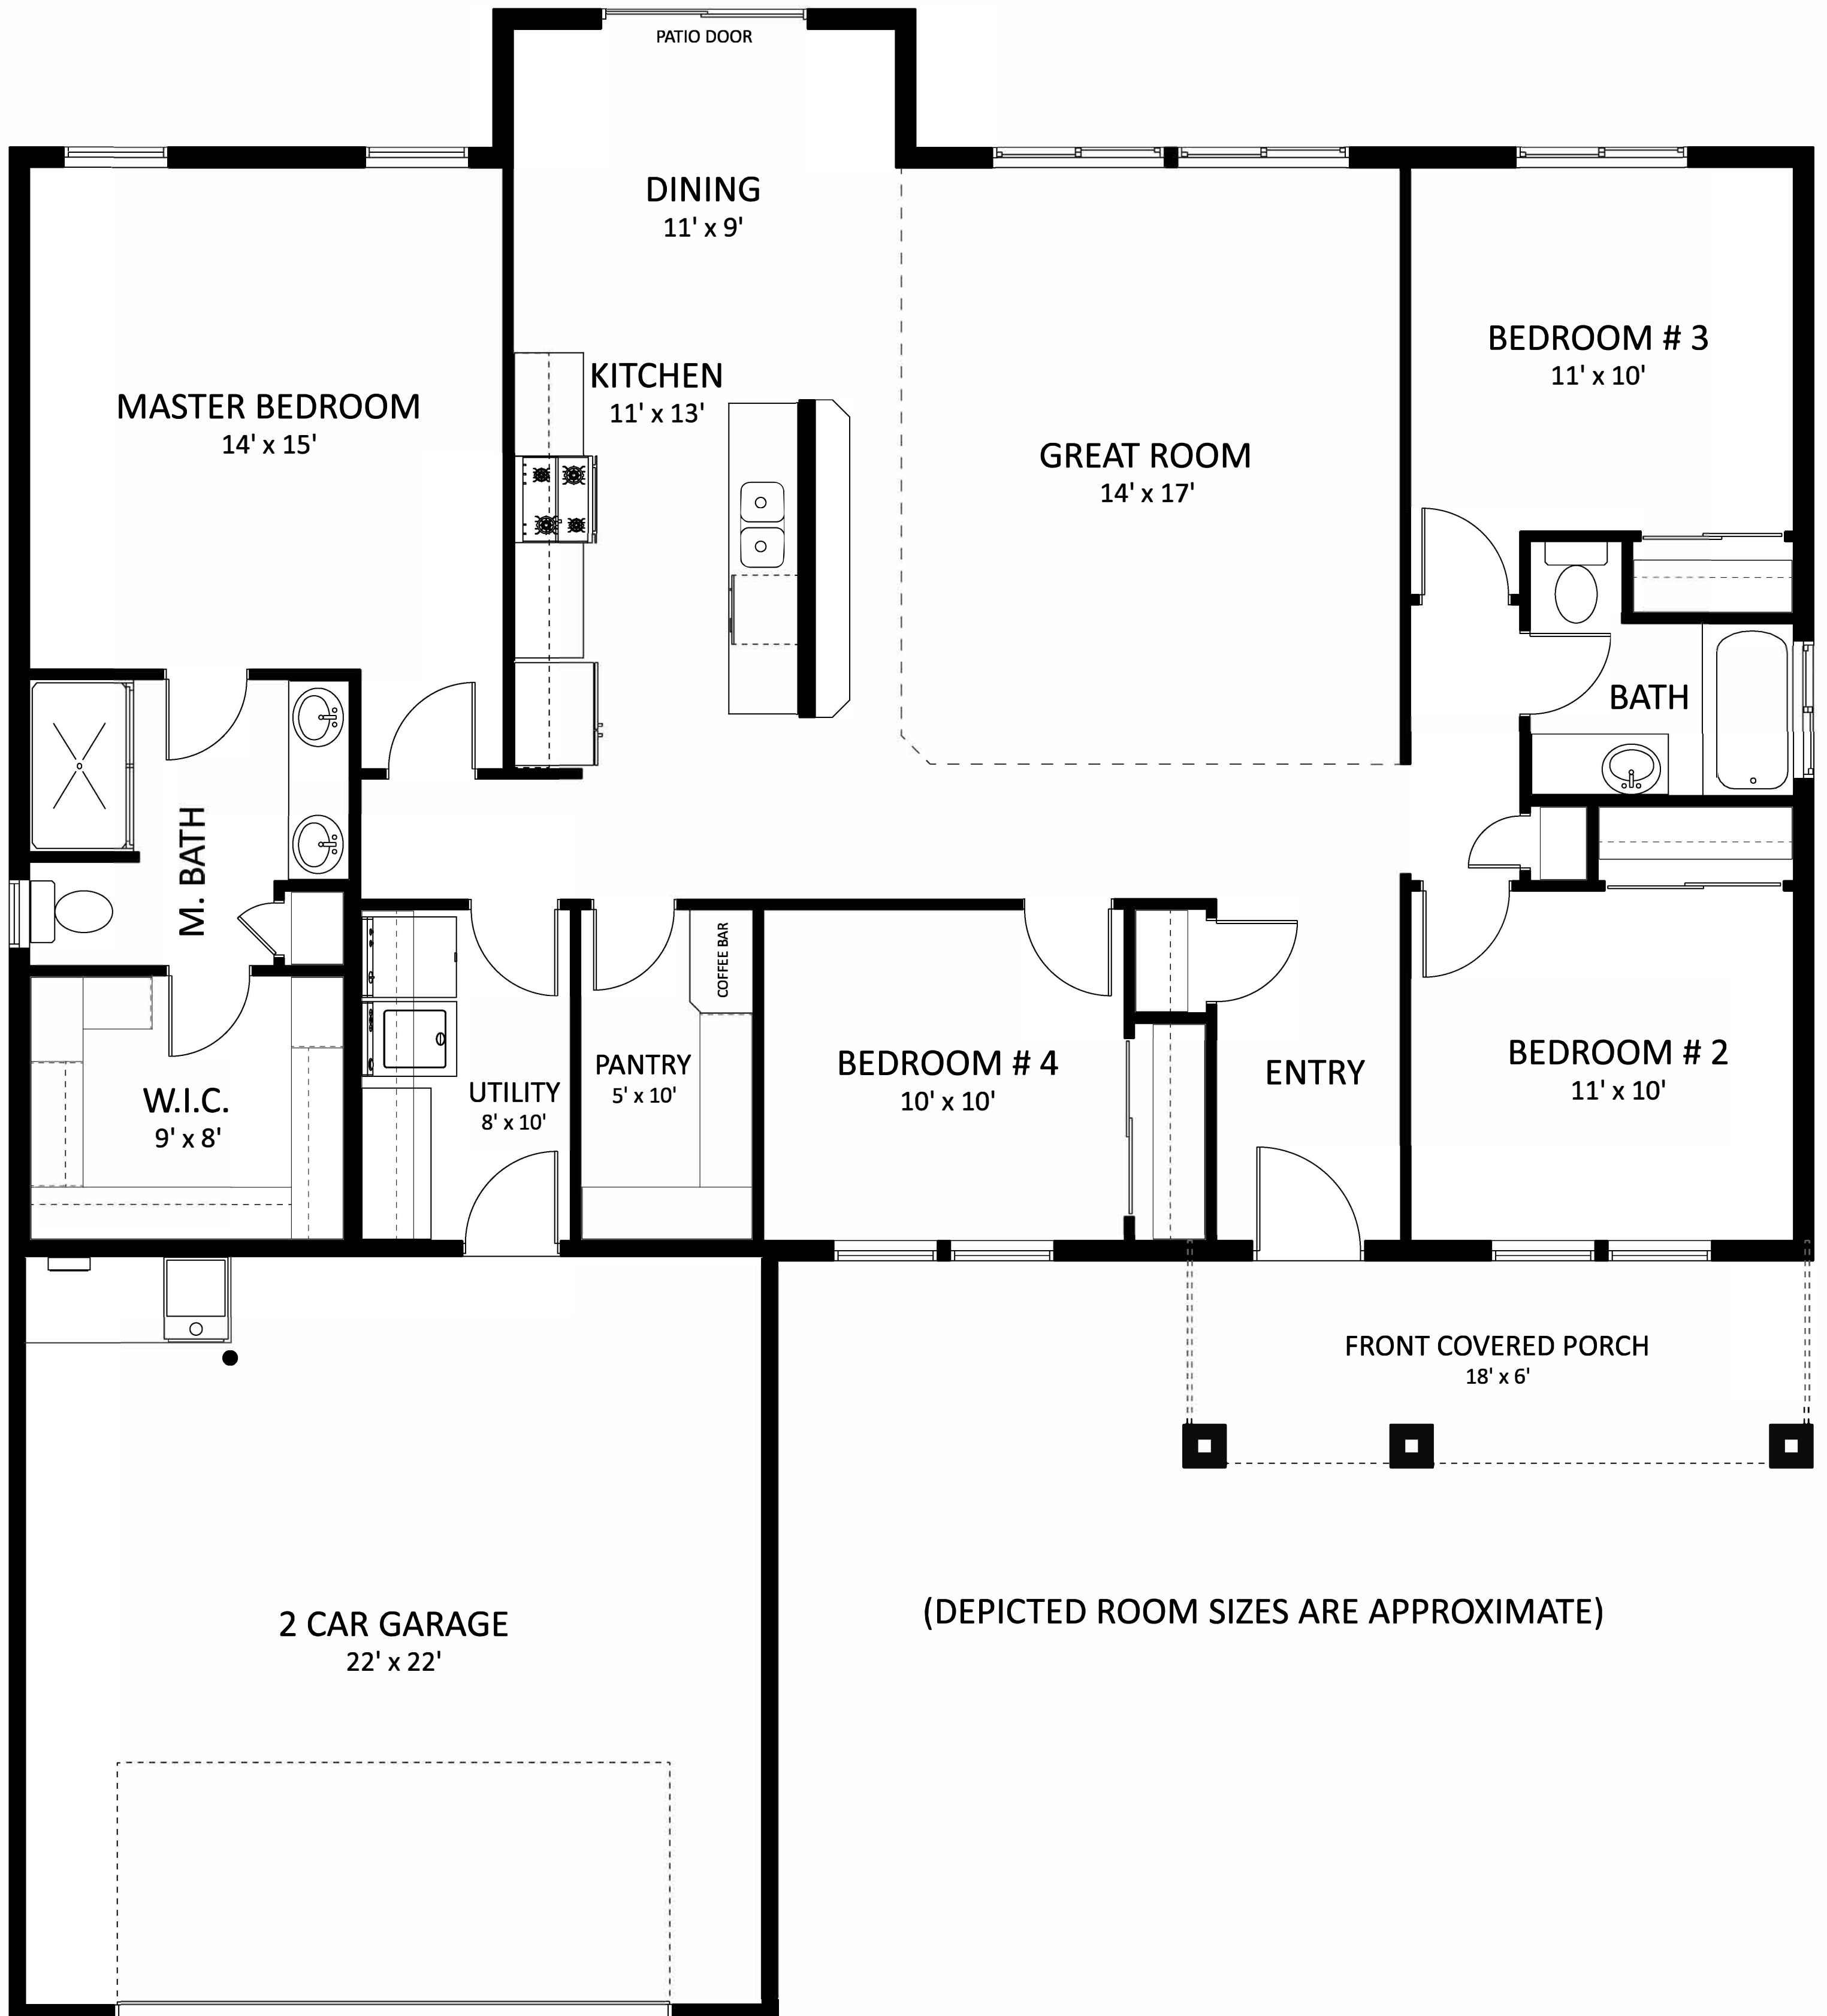 PATIO DOOR
DINING
11' x 9'
KITCHEN
11' x 13'
MASTER BEDROOM
14' x 15'
GREAT ROOM
14' x 17'
BEDROOM # 3
11' x 10'
BATH
M. BATH
COFFEE BAR
W.I.C.
9' x 8'
UTILITY
8' x 10'
PANTRY
5' x 10'
BEDROOM # 4
10' x 10'
ENTRY
BEDROOM # 2
11' x 10'
FRONT COVERED PORCH
18' x 6'
2 CAR GARAGE
22' x 22'
(DEPICTED ROOM SIZES ARE APPROXIMATE)